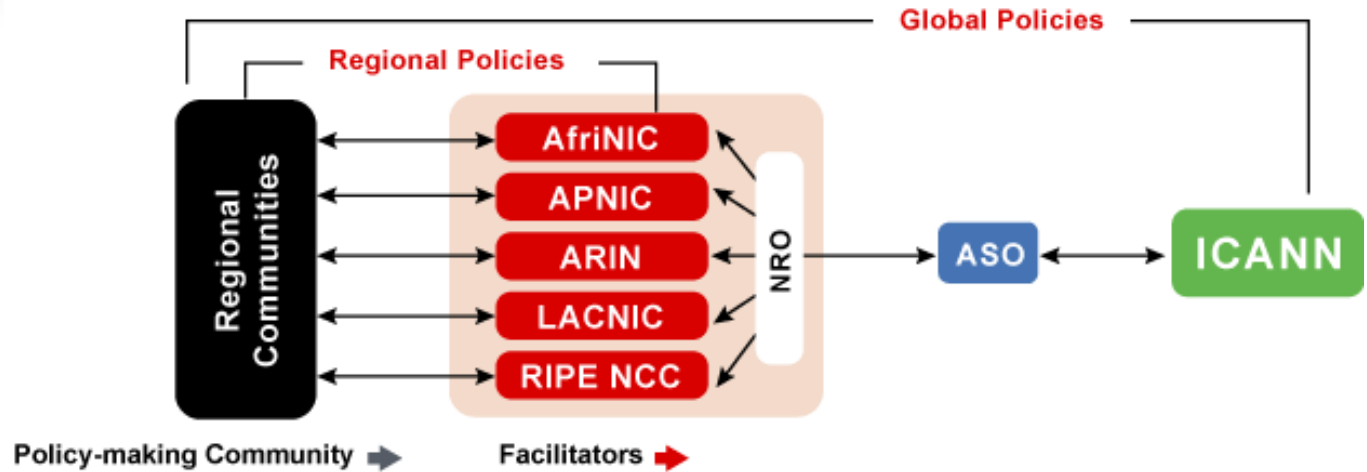 Global Policies
Regional Policies
Regional
Communities
AfriNIC
APNIC
ARIN
LACNIC
RIPE NCC
NRO
ASO
ICANN
Policy-making Community
Facilitators